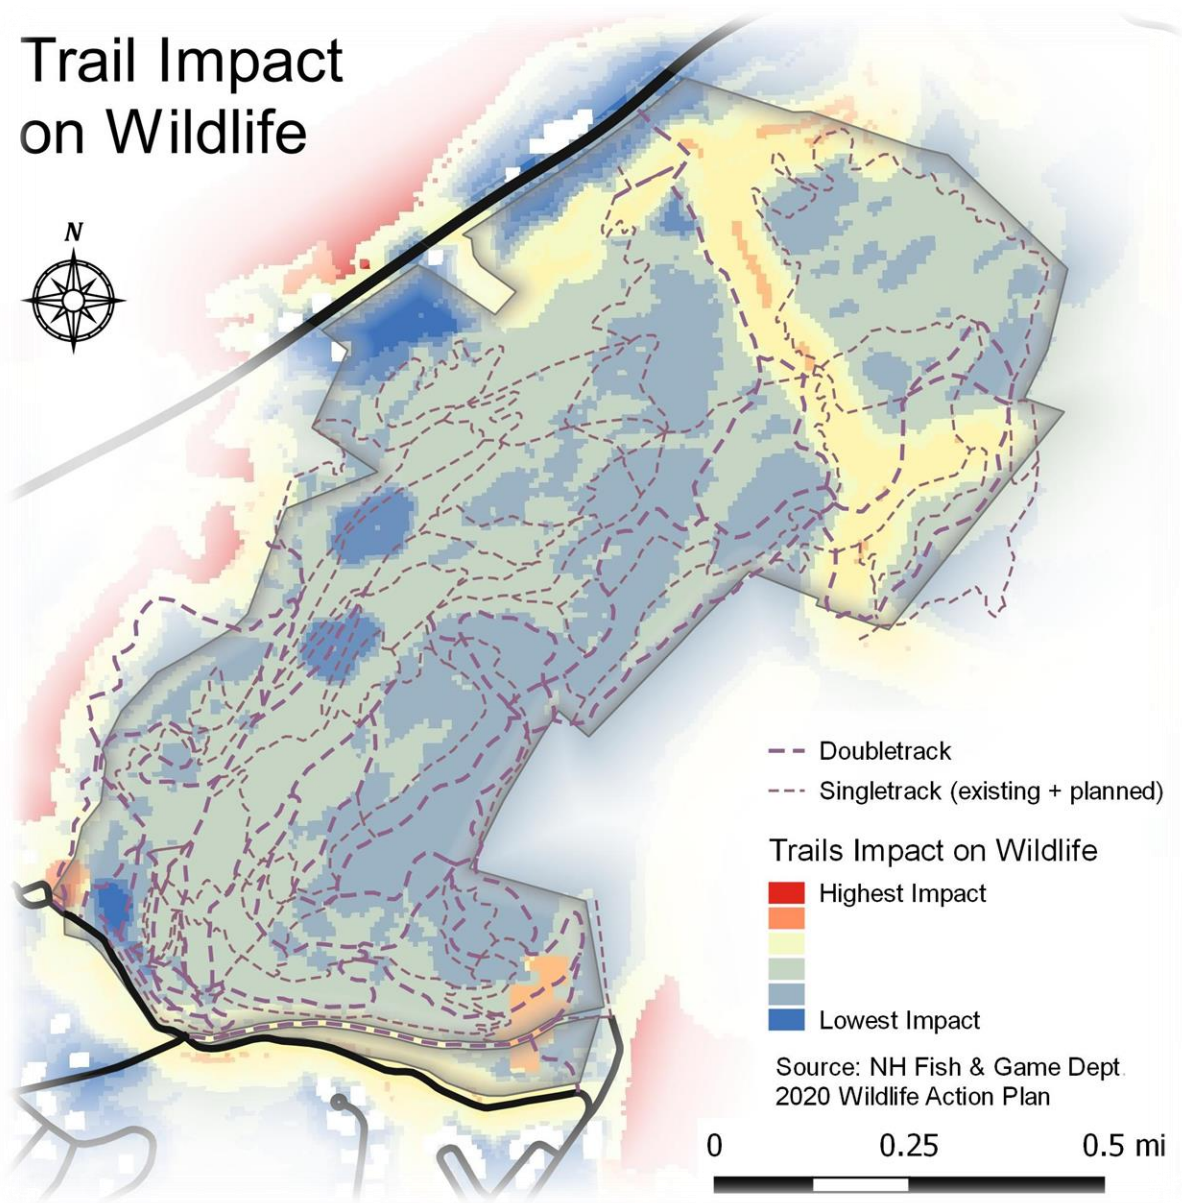 Trail Impact
on Wildlife
N
Doubletrack
Singletrack (existing + planned)
Trails Impact on Wildlife
Highest Impact
Lowest Impact
Source: NH Fish & Game Dept.
2020 Wildlife Action Plan
0 0.25 0.5 mi